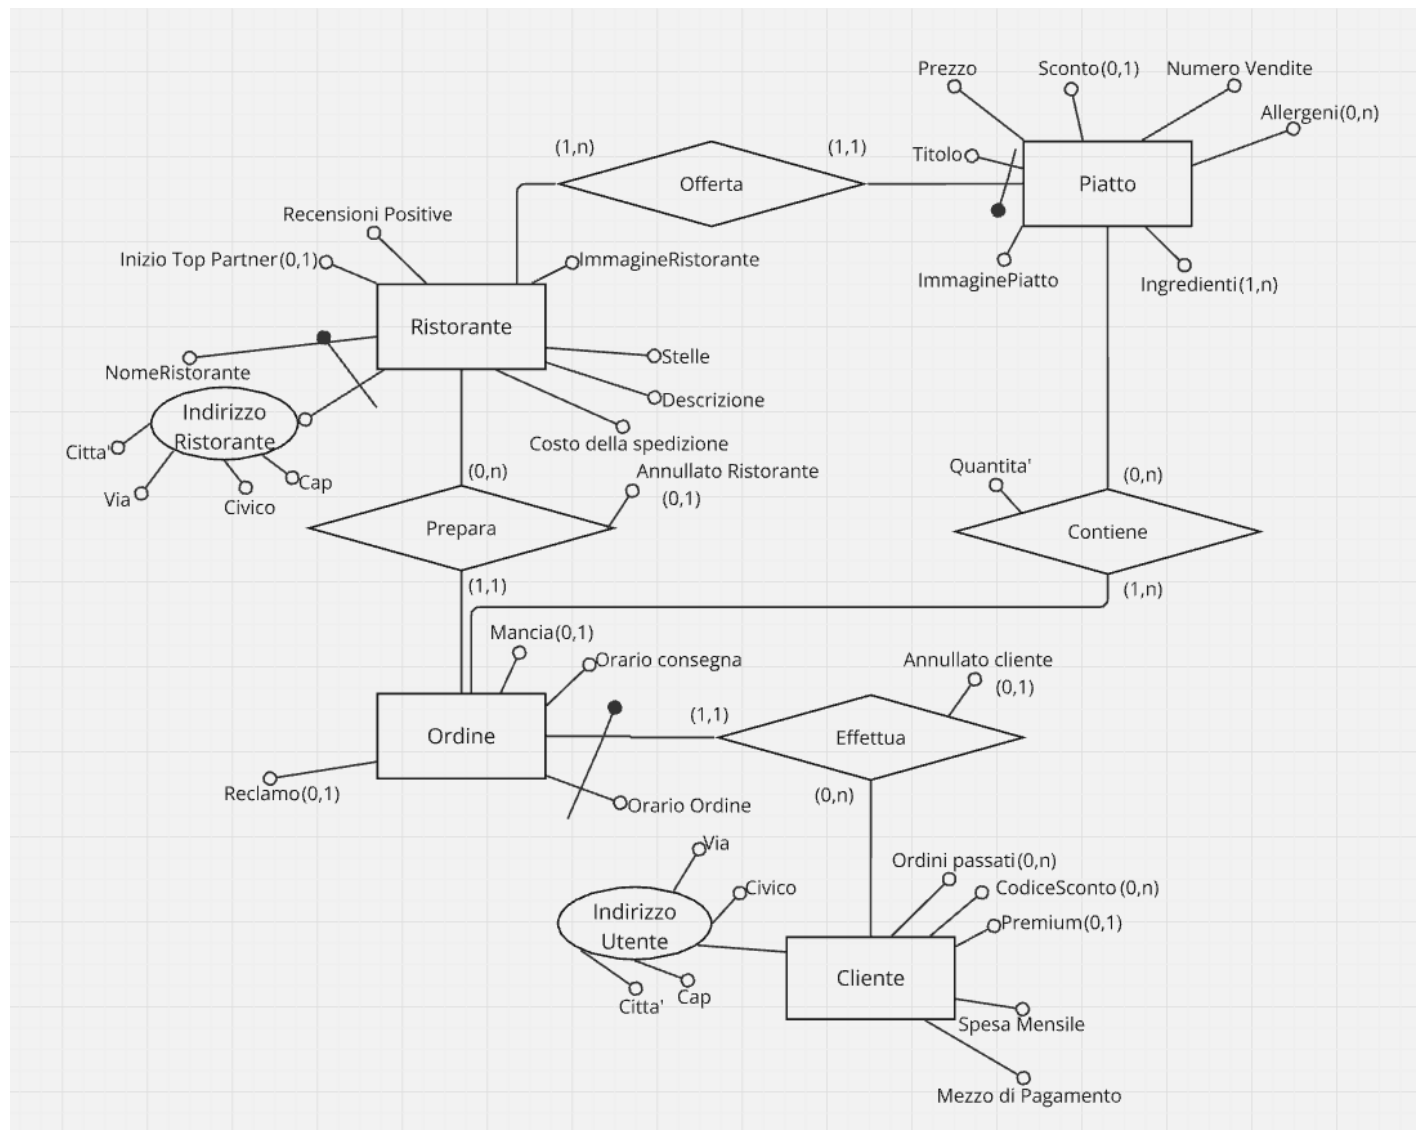 Prezzo
Sconto(0,1)
Numero Vendite
Allergeni(0,n)
(1,n)
(1,1)
Titolo
Offerta
Piatto
Recensioni Positive
Inizio Top Partner(0,1)
ImmagineRistorante
ImmaginePiatto
Ingredienti(1,n)
Ristorante
NomeRistorante
Stelle
Descrizione
Indirizzo
Ristorante
Costo della spedizione
Citta'
Via
Civico
Cap
(0,n)
Annullato Ristorante
(0,1)
Quantita'
(0,n)
Prepara
Contiene
(1,1)
(1,n)
Mancia(0,1)
Orario consegna
Annullato cliente
(0,1)
(1,1)
Ordine
Effettua
Reclamo(0,1)
Orario Ordine
(0,n)
Via
Ordini passati(0,n)
Civico
CodiceSconto(0,n)
Premium(0,1)
Indirizzo
Utente
Cliente
Citta'
Cap
Spesa Mensile
Mezzo di Pagamento